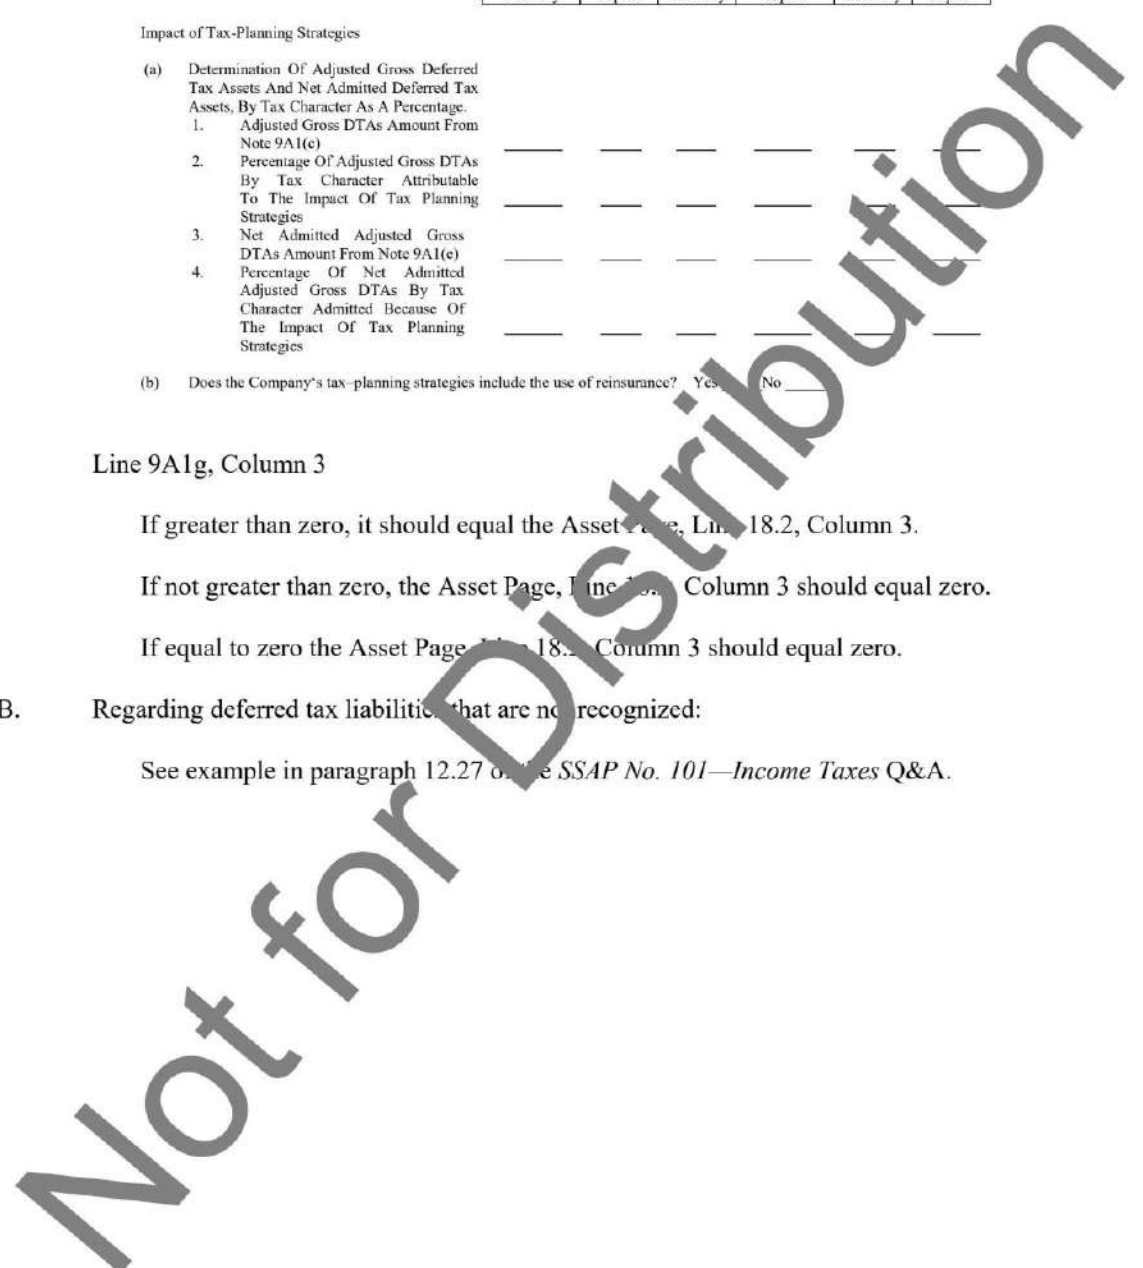 Impact of Tax-Planning Strategies
(a) Determination Of Adjusted Gross Deferred
Tax Assets And Net Admitted Deferred Tax
Assets, By Tax Character As A Percentage.
1. Adjusted Gross DTAs Amount From
Note 9A1(c)
2. Percentage Of Adjusted Gross DTAs
By Tax Character Attributable
To The Impact Of Tax Planning
Strategies
3. Net Admitted Adjusted Gross
DTAs Amount From Note 9A1(e)
4. Percentage Of Net Admitted
Adjusted Gross DTAs By Tax
Character Admitted Because Of
The Impact Of Tax Planning
Strategies
(b) Does the Company's tax–planning strategies include the use of reinsurance? Yes No ____
Line 9A1g, Column 3
If greater than zero, it should equal the Asset 18.2, Column 3.
If not greater than zero, the Asset Page, Line Column 3 should equal zero.
If equal to zero the Asset Page Column 3 should equal zero.
B. Regarding deferred tax liabilities that are not recognized:
See example in paragraph 12.27 of the SSAP No. 101—Income Taxes Q&A.
Not for Distribution